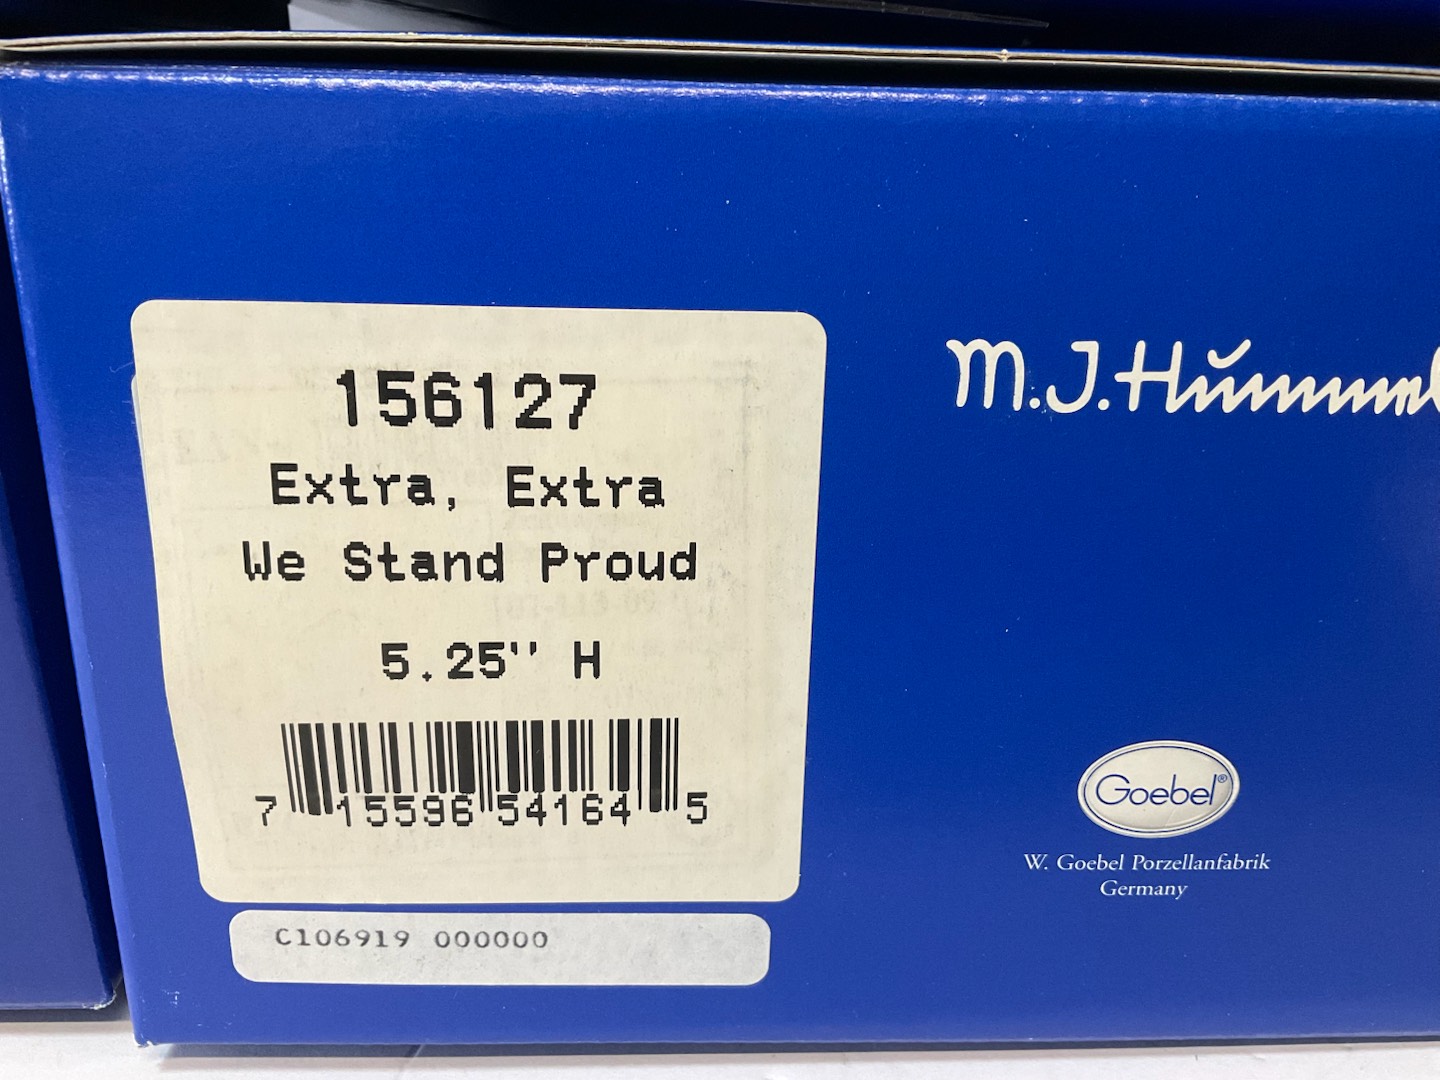 156127
Extra, Extra
We Stand Proud
5.25" H
7 15596 54164 5
C106919 000000
M.J.Hummel
Goebel®
W. Goebel Porzellanfabrik
Germany